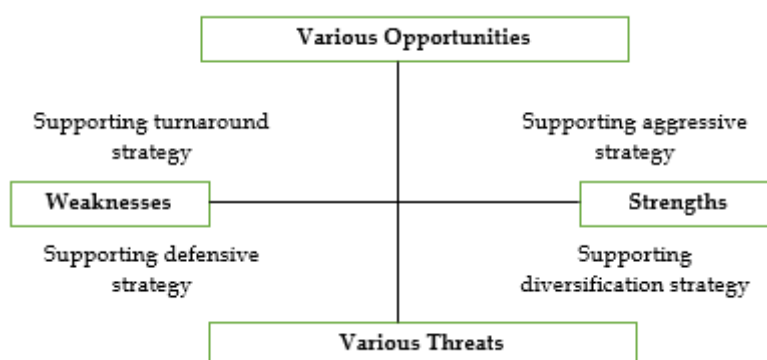 Various Opportunities
Supporting turnaround
strategy
Supporting aggressive
strategy
Weaknesses
Strengths
Supporting defensive
strategy
Supporting
diversification strategy
Various Threats